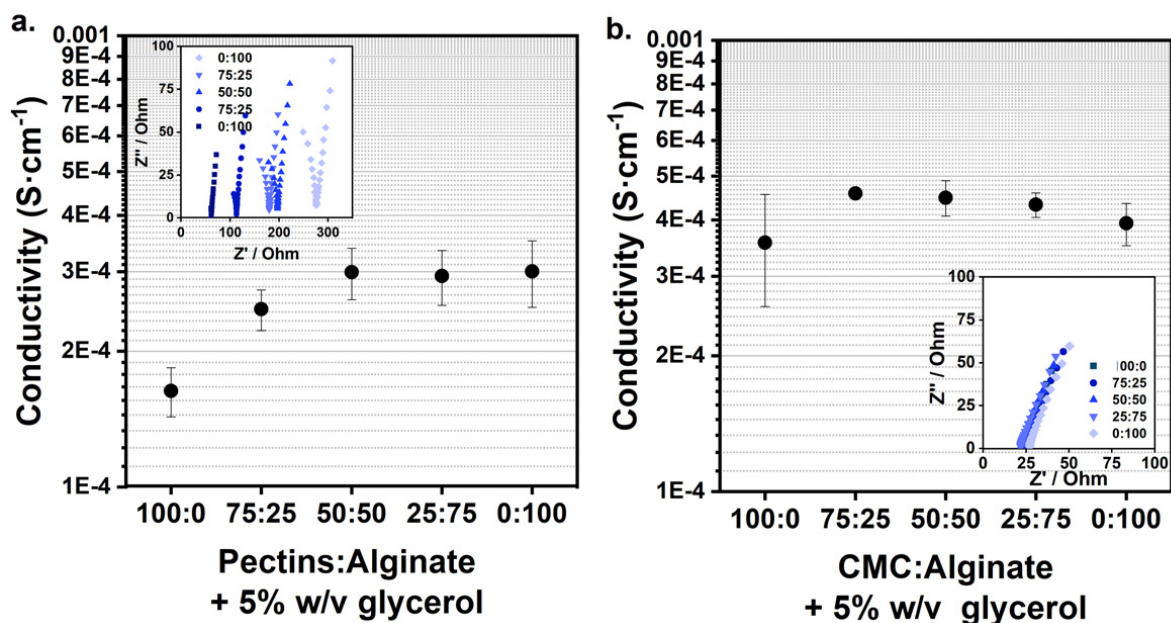 a.
0.001
9E-4
8E-4
7E-4
6E-4
5E-4
4E-4
3E-4
2E-4
1E-4
Conductivity (S·cm⁻¹)
100
75
50
25
0
Z'' / Ohm
0:100
75:25
50:50
75:25
0:100
0 100 200 300
Z' / Ohm
100:0 75:25 50:50 25:75 0:100
Pectins:Alginate
+ 5% w/v glycerol
b.
0.001
9E-4
8E-4
7E-4
6E-4
5E-4
4E-4
3E-4
2E-4
1E-4
Conductivity (S·cm⁻¹)
100
75
50
25
0
Z'' / Ohm
00:0
75:25
50:50
25:75
0:100
0 25 50 75 100
Z' / Ohm
100:0 75:25 50:50 25:75 0:100
CMC:Alginate
+ 5% w/v glycerol